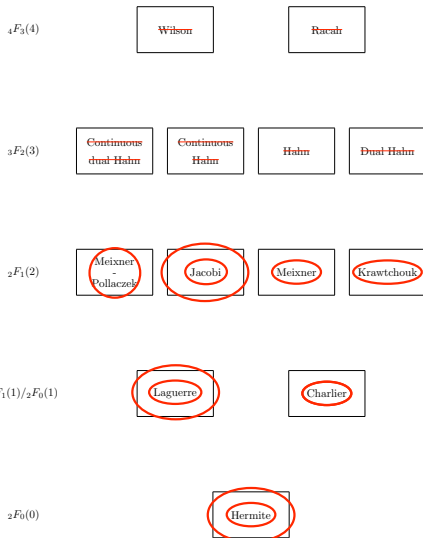 ₄F₃(4) Wilson Racah
₃F₂(3) Continuous dual Hahn Continuous Hahn Hahn Dual Hahn
₂F₁(2) Meixner - Pollaczek Jacobi Meixner Krawtchouk
F₁(1)/₂F₀(1) Laguerre Charlier
₂F₀(0) Hermite